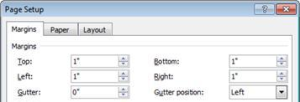 Page Setup
Margins Paper Layout
Margins
Top: 1" Bottom: 1"
Left: 1" Right: 1"
Gutter: 0" Gutter position: Left